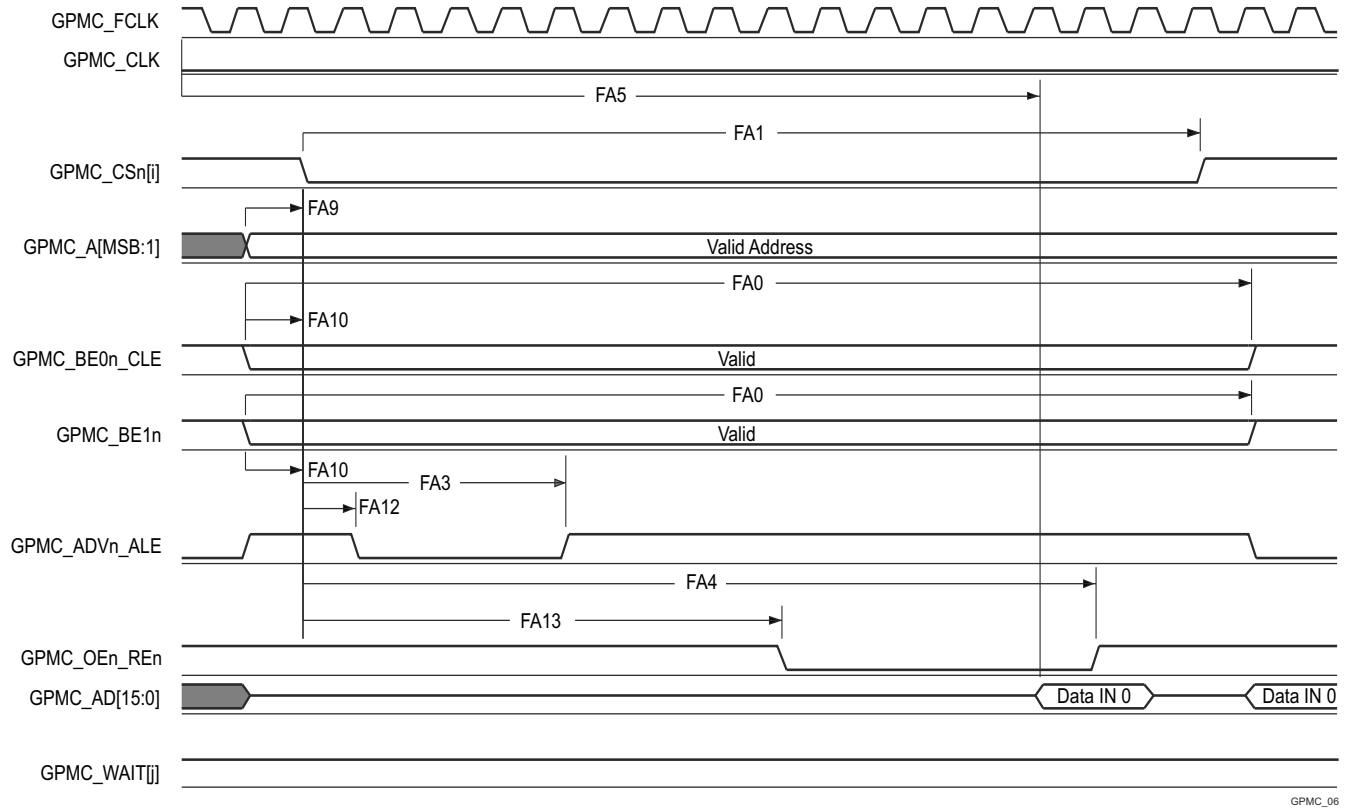 GPMC_FCLK
GPMC_CLK
FA5
FA1
GPMC_CSn[i]
FA9
GPMC_A[MSB:1] Valid Address
FA0
FA10
GPMC_BE0n_CLE Valid
FA0
GPMC_BE1n Valid
FA10
FA3
FA12
GPMC_ADVn_ALE
FA4
FA13
GPMC_OEn_REn
GPMC_AD[15:0] Data IN 0 Data IN 0
GPMC_WAIT[j]
GPMC_06